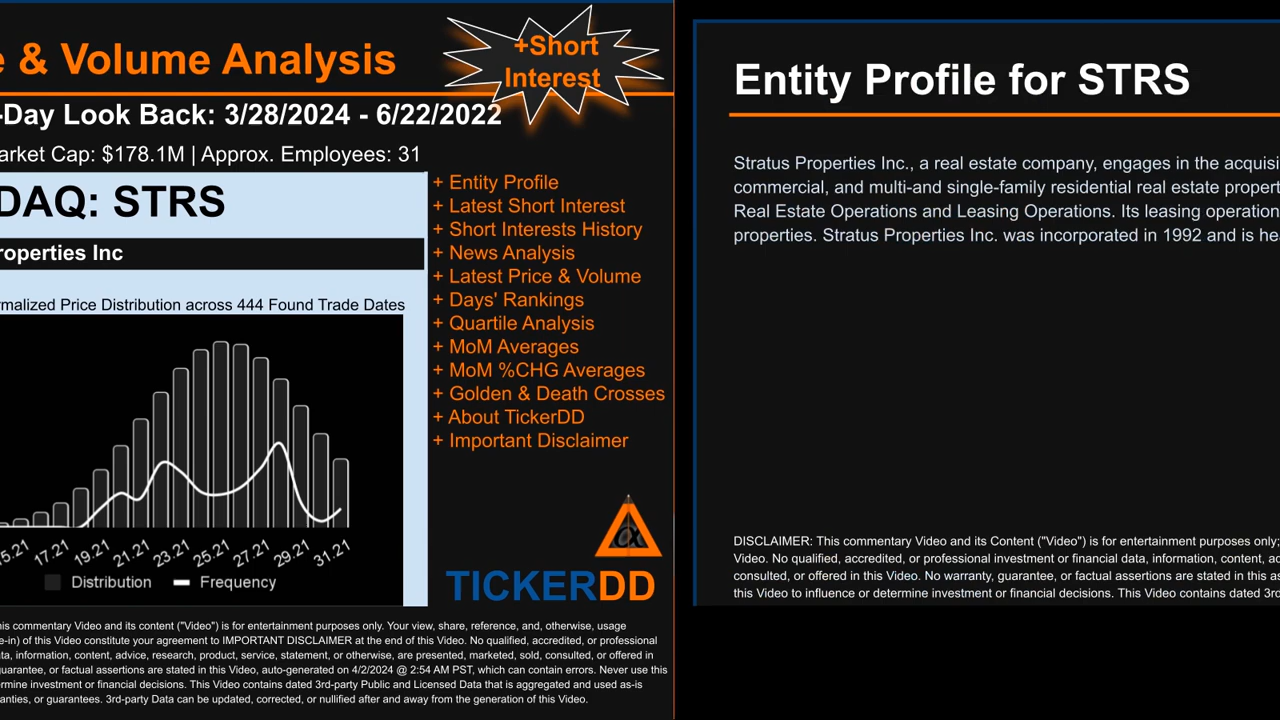 & Volume Analysis
+Short
Interest
-Day Look Back: 3/28/2024 - 6/22/2022
arket Cap: $178.1M | Approx. Employees: 31
DAQ: STRS
roperties Inc
rmalized Price Distribution across 444 Found Trade Dates
15.21 17.21 19.21 21.21 23.21 25.21 27.21 29.21 31.21
Distribution Frequency
+ Entity Profile
+ Latest Short Interest
+ Short Interests History
+ News Analysis
+ Latest Price & Volume
+ Days' Rankings
+ Quartile Analysis
+ MoM Averages
+ MoM %CHG Averages
+ Golden & Death Crosses
+ About TickerDD
+ Important Disclaimer
TICKERDD
is commentary Video and its content ("Video") is for entertainment purposes only. Your view, share, reference, and, otherwise, usage
e-in) of this Video constitute your agreement to IMPORTANT DISCLAIMER at the end of this Video. No qualified, accredited, or professional
ta, information, content, advice, research, product, service, statement, or otherwise, are presented, marketed, sold, consulted, or offered in
guarantee, or factual assertions are stated in this Video, auto-generated on 4/2/2024 @ 2:54 AM PST, which can contain errors. Never use this
ermine investment or financial decisions. This Video contains dated 3rd-party Public and Licensed Data that is aggregated and used as-is
anties, or guarantees. 3rd-party Data can be updated, corrected, or nullified after and away from the generation of this Video.
Entity Profile for STRS
Stratus Properties Inc., a real estate company, engages in the acquisi
commercial, and multi-and single-family residential real estate propert
Real Estate Operations and Leasing Operations. Its leasing operation
properties. Stratus Properties Inc. was incorporated in 1992 and is he
DISCLAIMER: This commentary Video and its Content ("Video") is for entertainment purposes only;
Video. No qualified, accredited, or professional investment or financial data, information, content, ad
consulted, or offered in this Video. No warranty, guarantee, or factual assertions are stated in this as
this Video to influence or determine investment or financial decisions. This Video contains dated 3rd